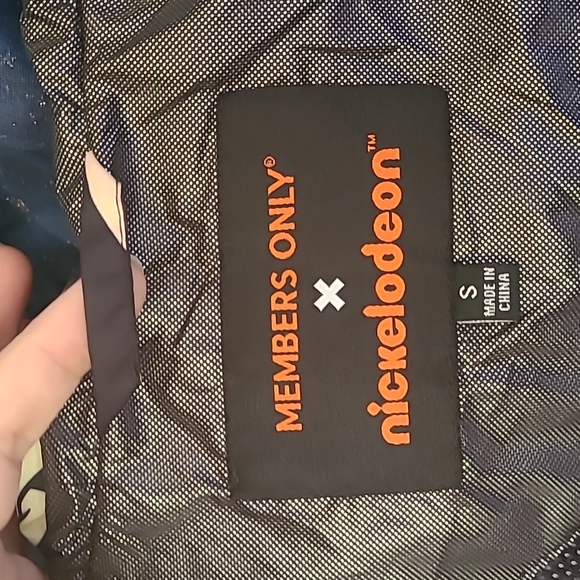 MEMBERS ONLY®
×
nickelodeon™
S
MADE IN
CHINA